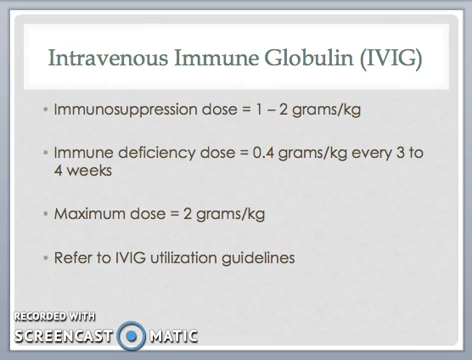 Intravenous Immune Globulin (IVIG)
• Immunosuppression dose = 1 – 2 grams/kg
• Immune deficiency dose = 0.4 grams/kg every 3 to
4 weeks
• Maximum dose = 2 grams/kg
• Refer to IVIG utilization guidelines
RECORDED WITH
SCREENCAST MATIC